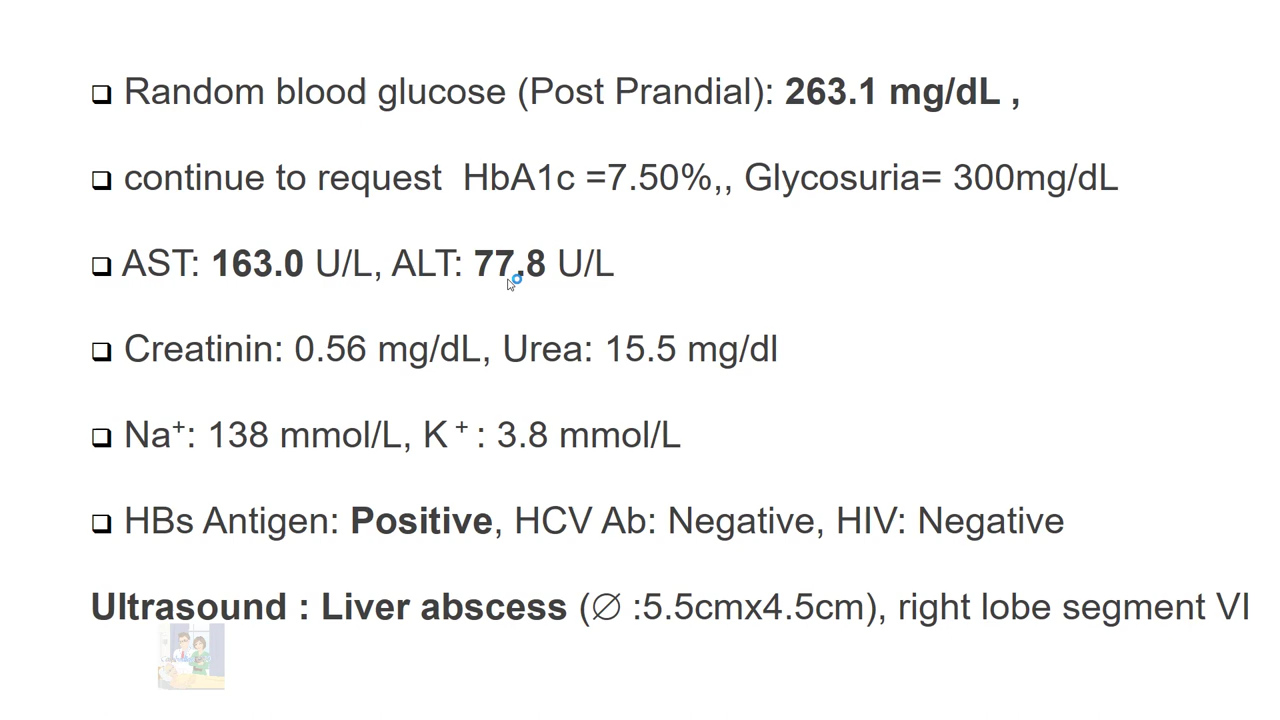 Random blood glucose (Post Prandial): 263.1 mg/dL ,
continue to request HbA1c =7.50%,, Glycosuria= 300mg/dL
AST: 163.0 U/L, ALT: 77.8 U/L
Creatinin: 0.56 mg/dL, Urea: 15.5 mg/dl
Na⁺: 138 mmol/L, K⁺ : 3.8 mmol/L
HBs Antigen: Positive, HCV Ab: Negative, HIV: Negative
Ultrasound : Liver abscess (∅ :5.5cmx4.5cm), right lobe segment VI